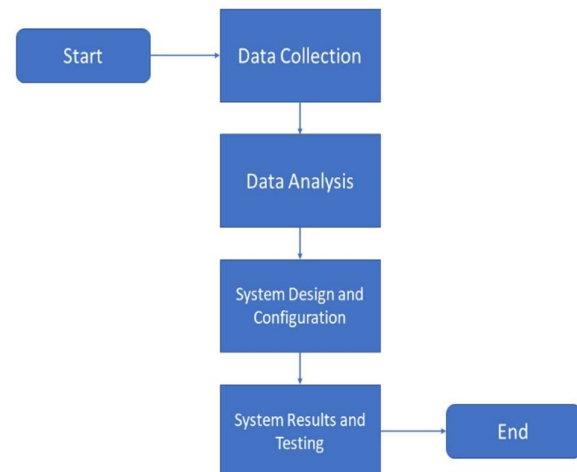 Start
Data Collection
Data Analysis
System Design and
Configuration
System Results and
Testing
End